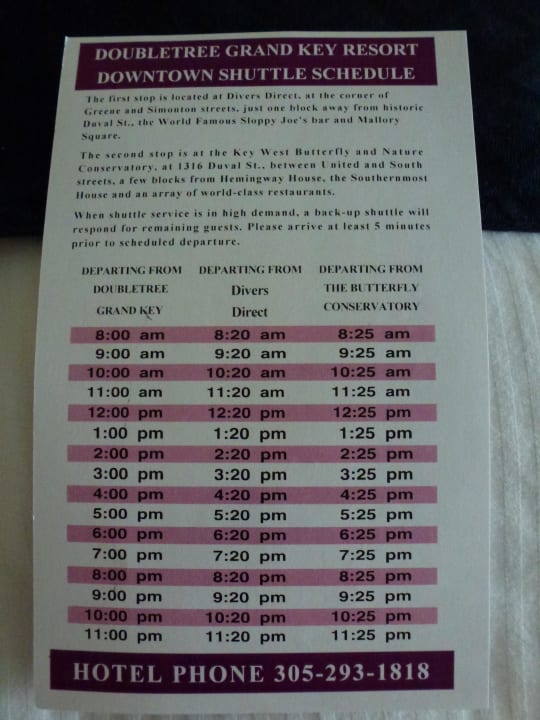 DOUBLETREE GRAND KEY RESORT
DOWNTOWN SHUTTLE SCHEDULE
The first stop is located at Divers Direct, at the corner of
Greene and Simonton streets, just one block away from historic
Duval St., the World Famous Sloppy Joe's bar and Mallory
Square.
The second stop is at the Key West Butterfly and Nature
Conservatory, at 1316 Duval St., between United and South
streets, a few blocks from Hemingway House, the Southernmost
House and an array of world-class restaurants.
When shuttle service is in high demand, a back-up shuttle will
respond for remaining guests. Please arrive at least 5 minutes
prior to scheduled departure.
DEPARTING FROM DEPARTING FROM DEPARTING FROM
DOUBLETREE Divers THE BUTTERFLY
GRAND KEY Direct CONSERVATORY
8:00 am 8:20 am 8:25 am
9:00 am 9:20 am 9:25 am
10:00 am 10:20 am 10:25 am
11:00 am 11:20 am 11:25 am
12:00 pm 12:20 pm 12:25 pm
1:00 pm 1:20 pm 1:25 pm
2:00 pm 2:20 pm 2:25 pm
3:00 pm 3:20 pm 3:25 pm
4:00 pm 4:20 pm 4:25 pm
5:00 pm 5:20 pm 5:25 pm
6:00 pm 6:20 pm 6:25 pm
7:00 pm 7:20 pm 7:25 pm
8:00 pm 8:20 pm 8:25 pm
9:00 pm 9:20 pm 9:25 pm
10:00 pm 10:20 pm 10:25 pm
11:00 pm 11:20 pm 11:25 pm
HOTEL PHONE 305-293-1818